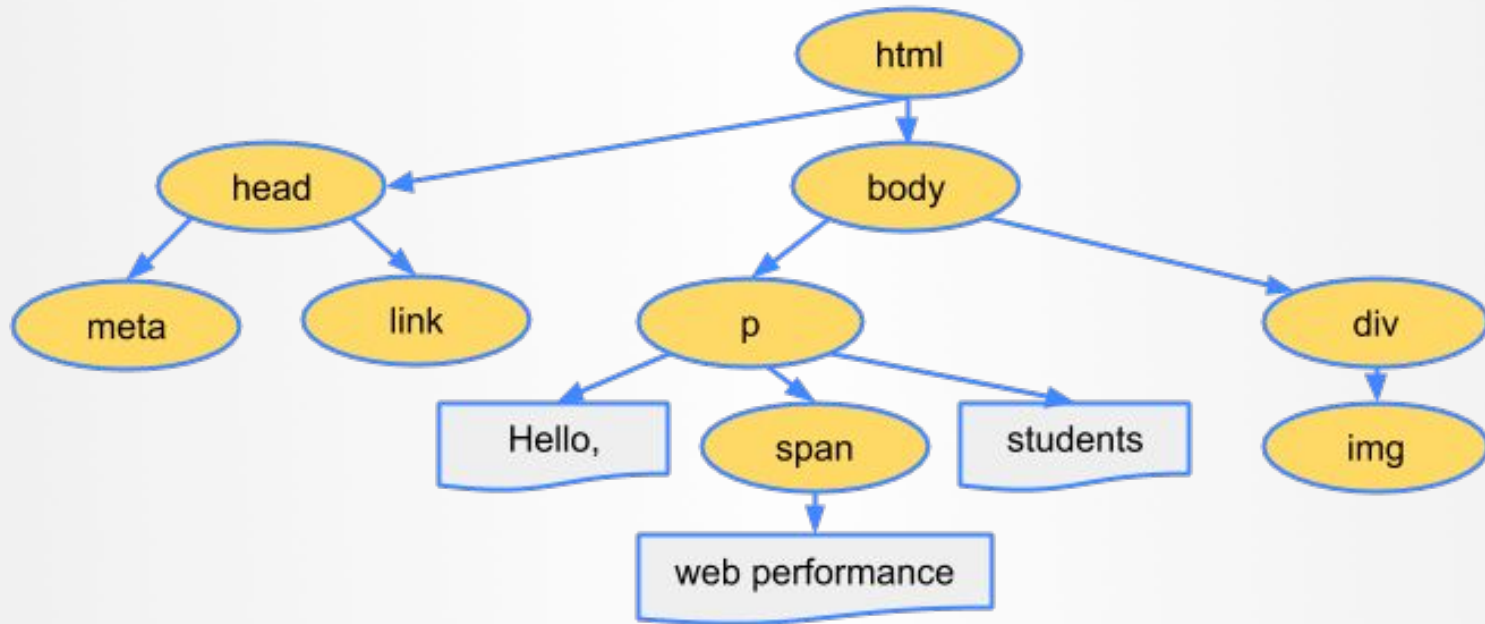 html
head
body
meta
link
p
div
Hello,
span
students
img
web performance